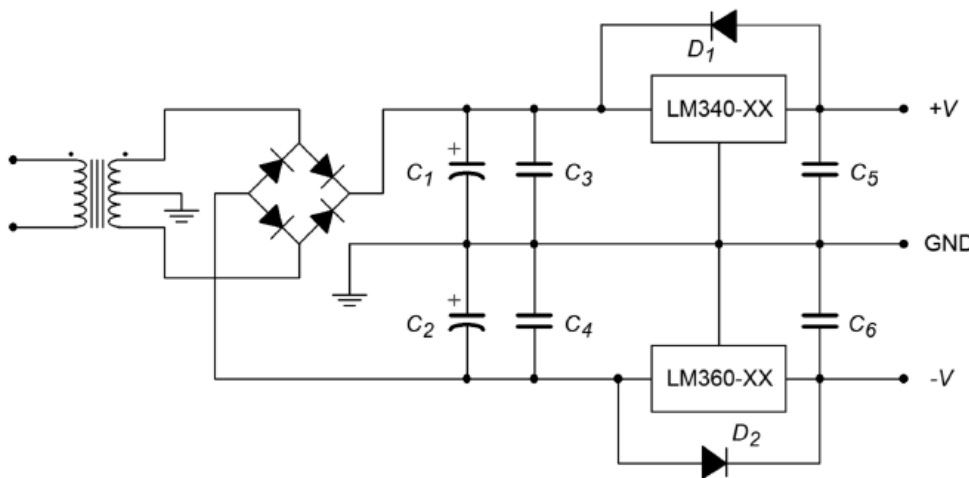 D1
LM340-XX
+V
+
C1
C3
C5
GND
+
C2
C4
C6
LM360-XX
-V
D2